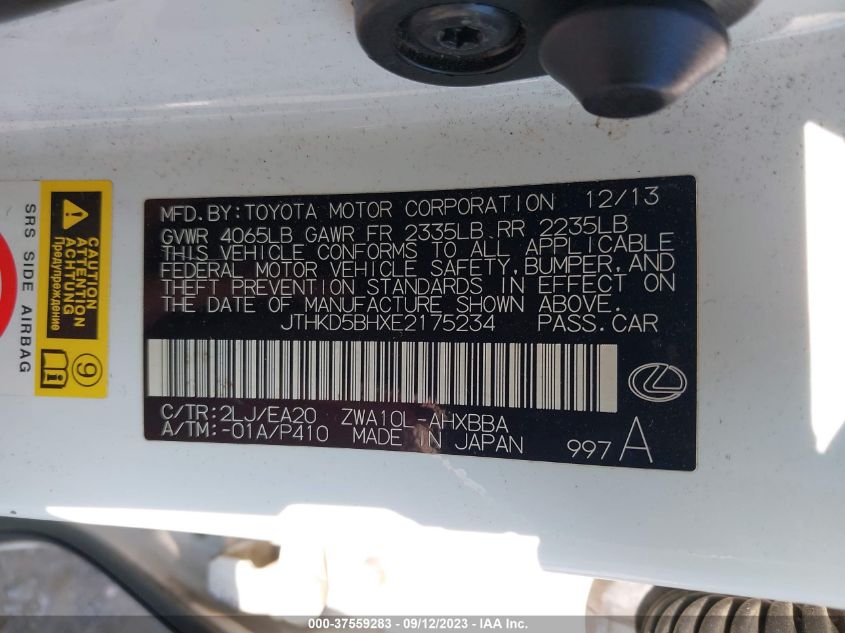 MFD.BY:TOYOTA MOTOR CORPORATION 12/13
GVWR 4065LB GAWR FR 2335LB RR 2235LB
THIS VEHICLE CONFORMS TO ALL APPLICABLE
FEDERAL MOTOR VEHICLE SAFETY,BUMPER,AND
THEFT PREVENTION STANDARDS IN EFFECT ON
THE DATE OF MANUFACTURE SHOWN ABOVE.
JTHKD5BHXE2175234 PASS.CAR
C/TR:2LJ/EA20 ZWA10L-AHXBBA
A/TM:-01A/P410 MADE IN JAPAN
997A
SRS SIDE AIRBAG
CAUTION
ATTENTION
ACHTUNG
Предупреждение
9
000-37559283 - 09/12/2023 - IAA Inc.